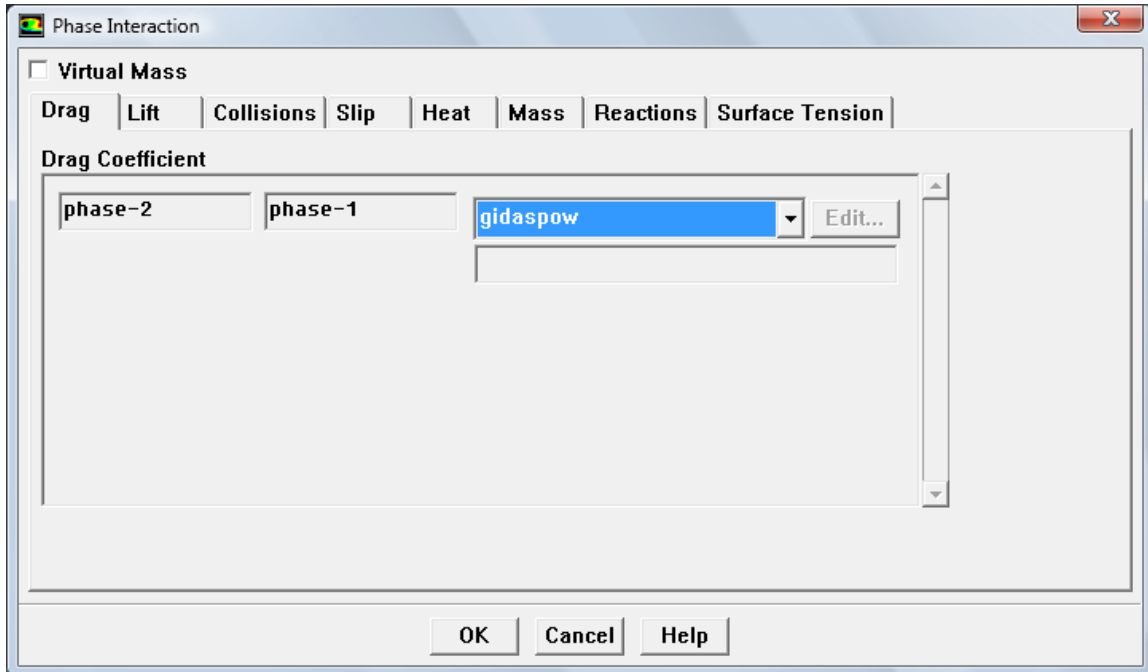 Phase Interaction
Virtual Mass
Drag Lift Collisions Slip Heat Mass Reactions Surface Tension
Drag Coefficient
phase-2 phase-1 gidaspow Edit...
OK Cancel Help